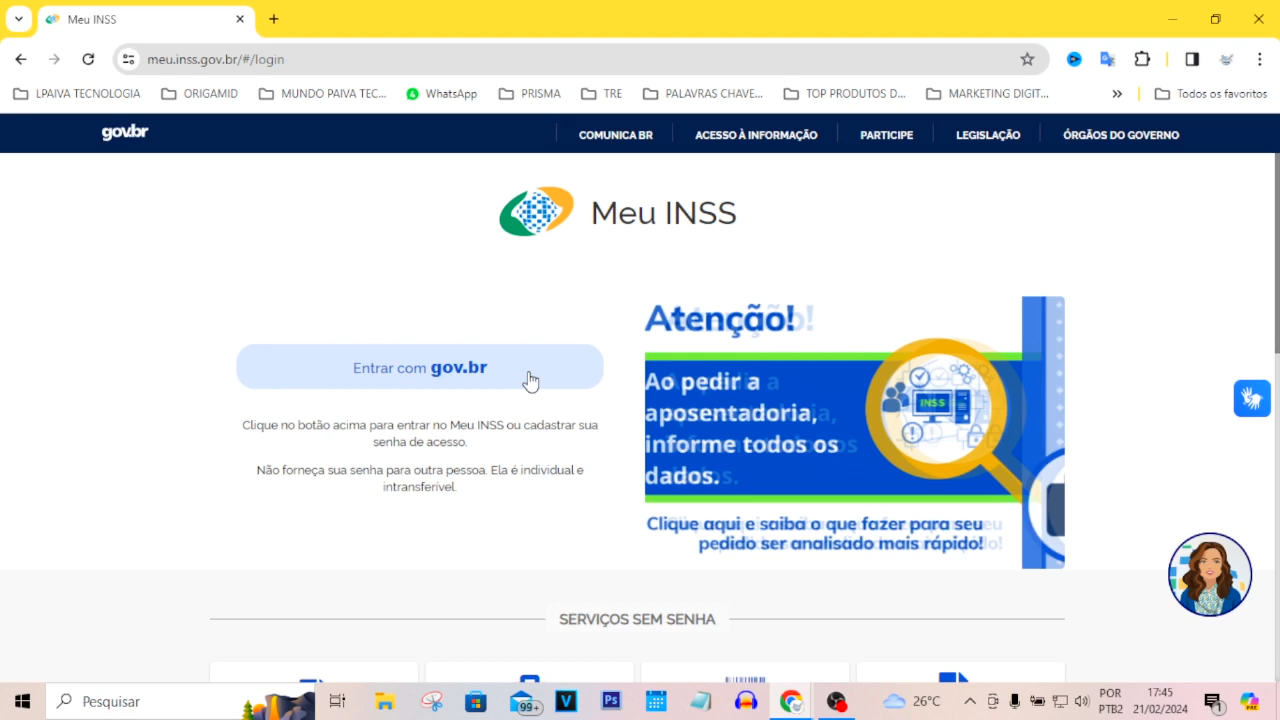 Meu INSS
meu.inss.gov.br/#/login
LPAIVA TECNOLOGIA ORIGAMID MUNDO PAIVA TEC... WhatsApp PRISMA TRE PALAVRAS CHAVE... TOP PRODUTOS D... MARKETING DIGIT... » Todos os favoritos
gov.br COMUNICA BR ACESSO À INFORMAÇÃO PARTICIPE LEGISLAÇÃO ÓRGÃOS DO GOVERNO
Meu INSS
Entrar com gov.br
Clique no botão acima para entrar no Meu INSS ou cadastrar sua
senha de acesso.
Não forneça sua senha para outra pessoa. Ela é individual e
intransferível.
Atenção!
Ao pedir a
aposentadoria,
informe todos os
dados.
INSS
Clique aqui e saiba o que fazer para seu
pedido ser analisado mais rápido!
SERVIÇOS SEM SENHA
Pesquisar
99+
Ps
26°C
POR
PTB2
17:45
21/02/2024
1
PRE